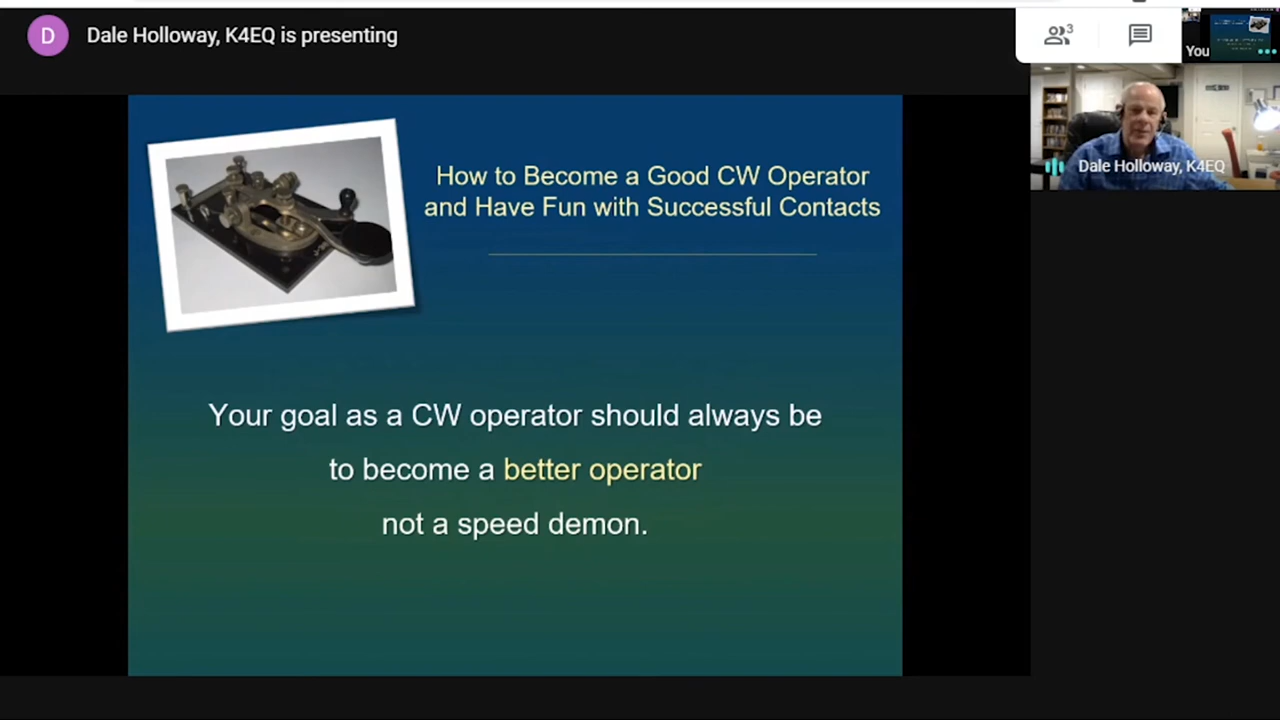 Dale Holloway, K4EQ is presenting
3
You
Dale Holloway, K4EQ
How to Become a Good CW Operator
and Have Fun with Successful Contacts
Your goal as a CW operator should always be
to become a better operator
not a speed demon.
D